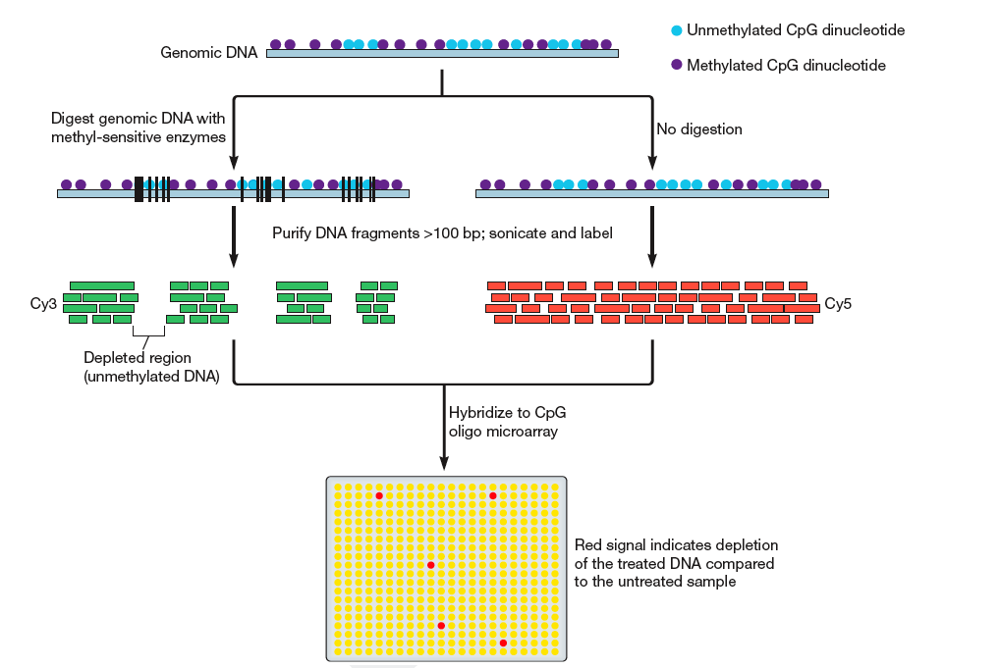 Unmethylated CpG dinucleotide
Genomic DNA
Methylated CpG dinucleotide
Digest genomic DNA with
methyl-sensitive enzymes
No digestion
Purify DNA fragments >100 bp; sonicate and label
Cy3
Cy5
Depleted region
(unmethylated DNA)
Hybridize to CpG
oligo microarray
Red signal indicates depletion
of the treated DNA compared
to the untreated sample